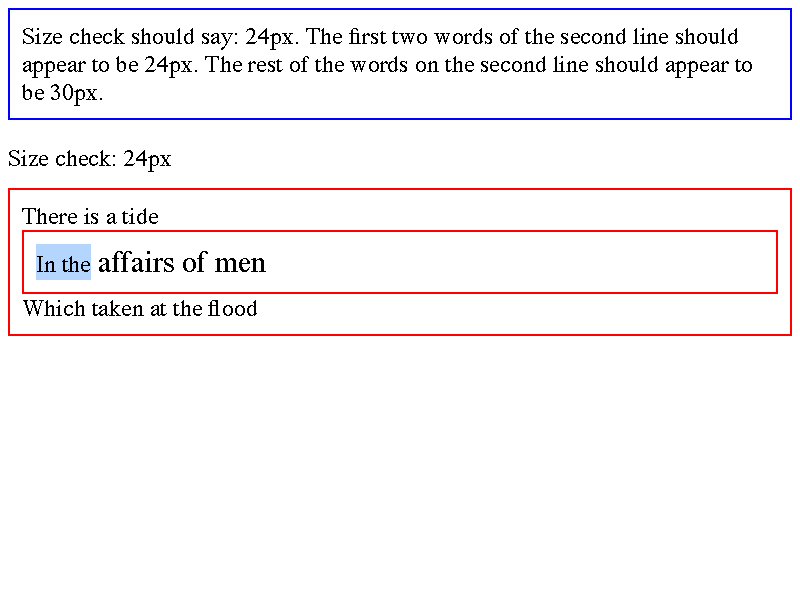 Size check should say: 24px. The first two words of the second line should
appear to be 24px. The rest of the words on the second line should appear to
be 30px.
Size check: 24px
There is a tide
In the affairs of men
Which taken at the flood